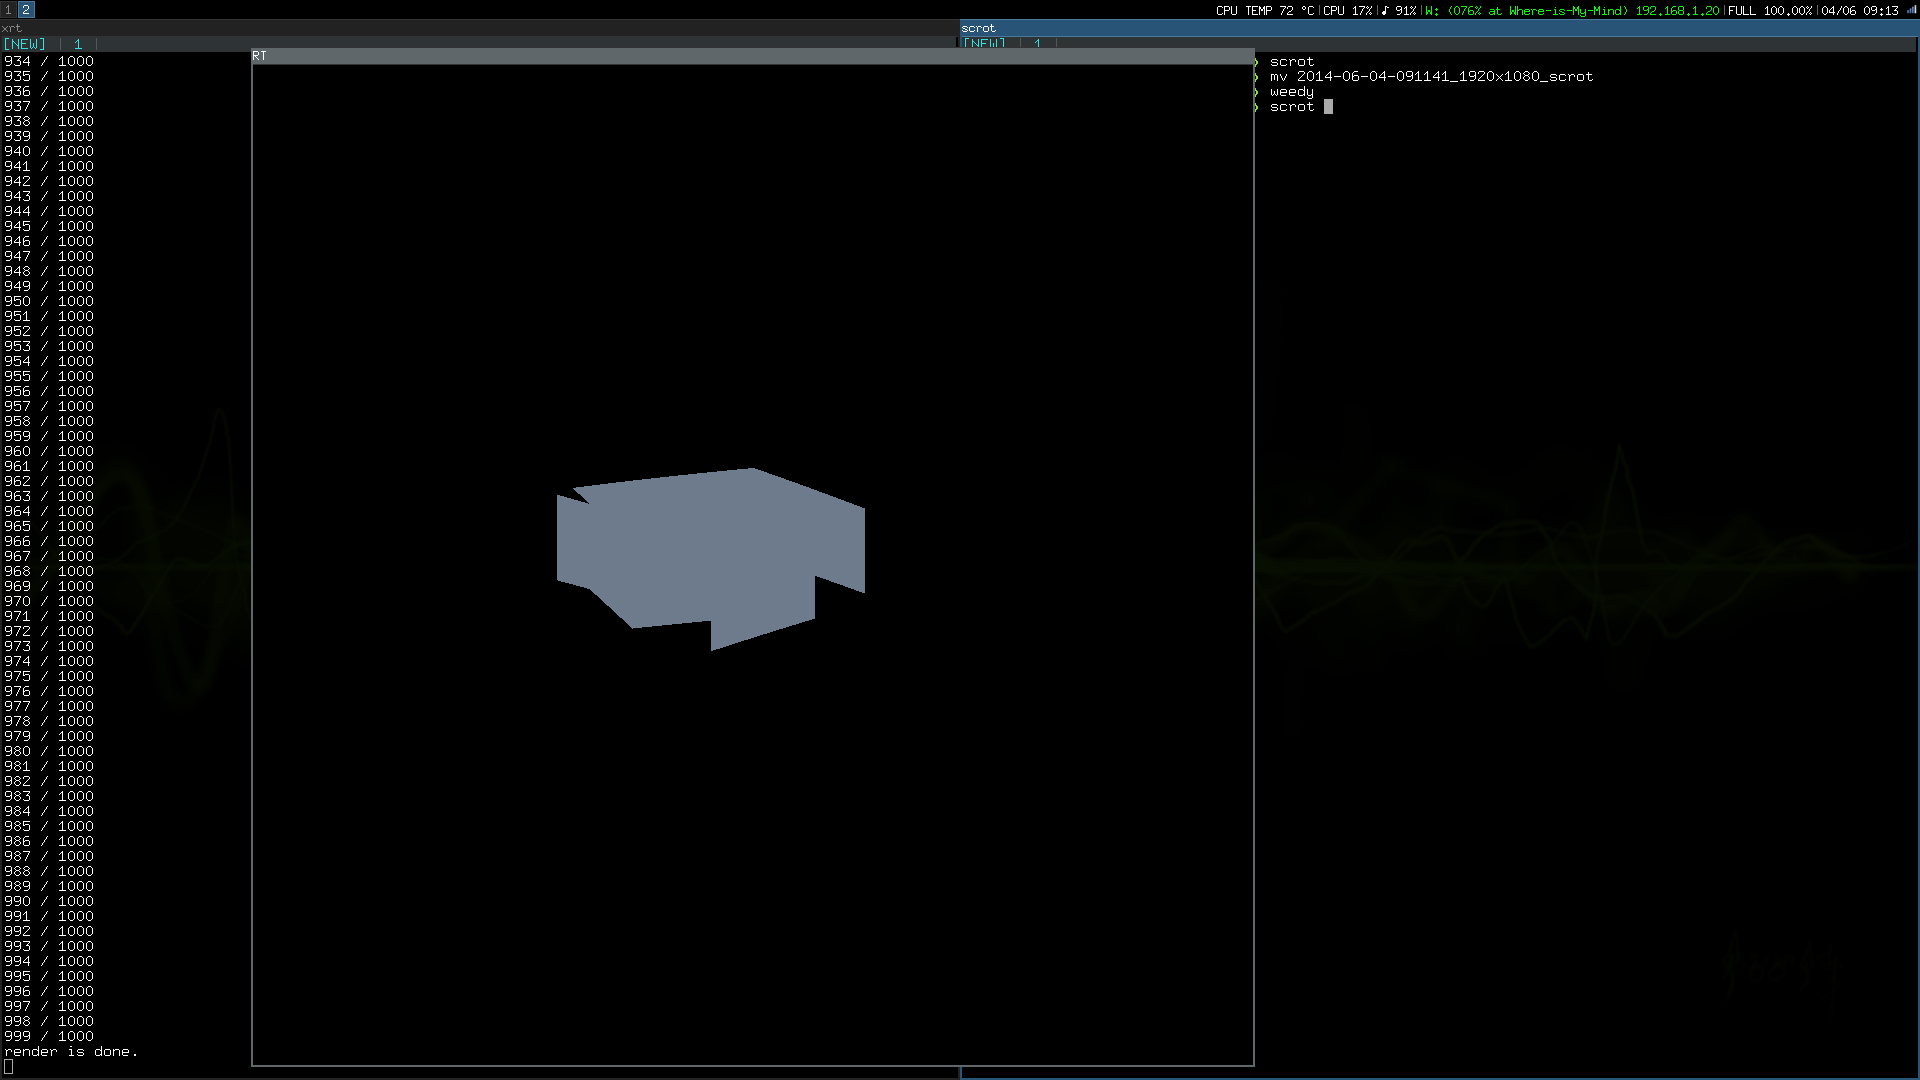 1 2
CPU TEMP 72 °C|CPU 17%|♪ 91%|W: (076% at Where-is-My-Mind) 192.168.1.20|FULL 100.00%|04/06 09:13
xrt
[NEW] | 1 |
934 / 1000
935 / 1000
936 / 1000
937 / 1000
938 / 1000
939 / 1000
940 / 1000
941 / 1000
942 / 1000
943 / 1000
944 / 1000
945 / 1000
946 / 1000
947 / 1000
948 / 1000
949 / 1000
950 / 1000
951 / 1000
952 / 1000
953 / 1000
954 / 1000
955 / 1000
956 / 1000
957 / 1000
958 / 1000
959 / 1000
960 / 1000
961 / 1000
962 / 1000
963 / 1000
964 / 1000
965 / 1000
966 / 1000
967 / 1000
968 / 1000
969 / 1000
970 / 1000
971 / 1000
972 / 1000
973 / 1000
974 / 1000
975 / 1000
976 / 1000
977 / 1000
978 / 1000
979 / 1000
980 / 1000
981 / 1000
982 / 1000
983 / 1000
984 / 1000
985 / 1000
986 / 1000
987 / 1000
988 / 1000
989 / 1000
990 / 1000
991 / 1000
992 / 1000
993 / 1000
994 / 1000
995 / 1000
996 / 1000
997 / 1000
998 / 1000
999 / 1000
render is done.
RT
scrot
[NEW] | 1 |
❯ scrot
❯ mv 2014-06-04-091141_1920x1080_scrot
❯ weedy
❯ scrot